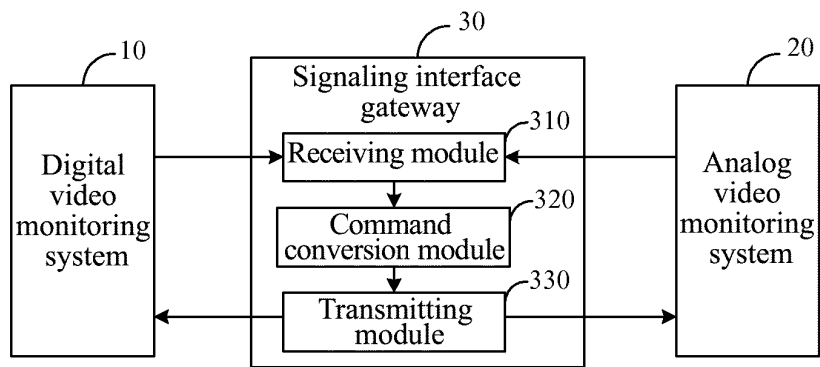 10
30
20
Signaling interface
gateway
310
Receiving module
Digital
video
monitoring
system
Analog
video
monitoring
system
320
Command
conversion module
330
Transmitting
module